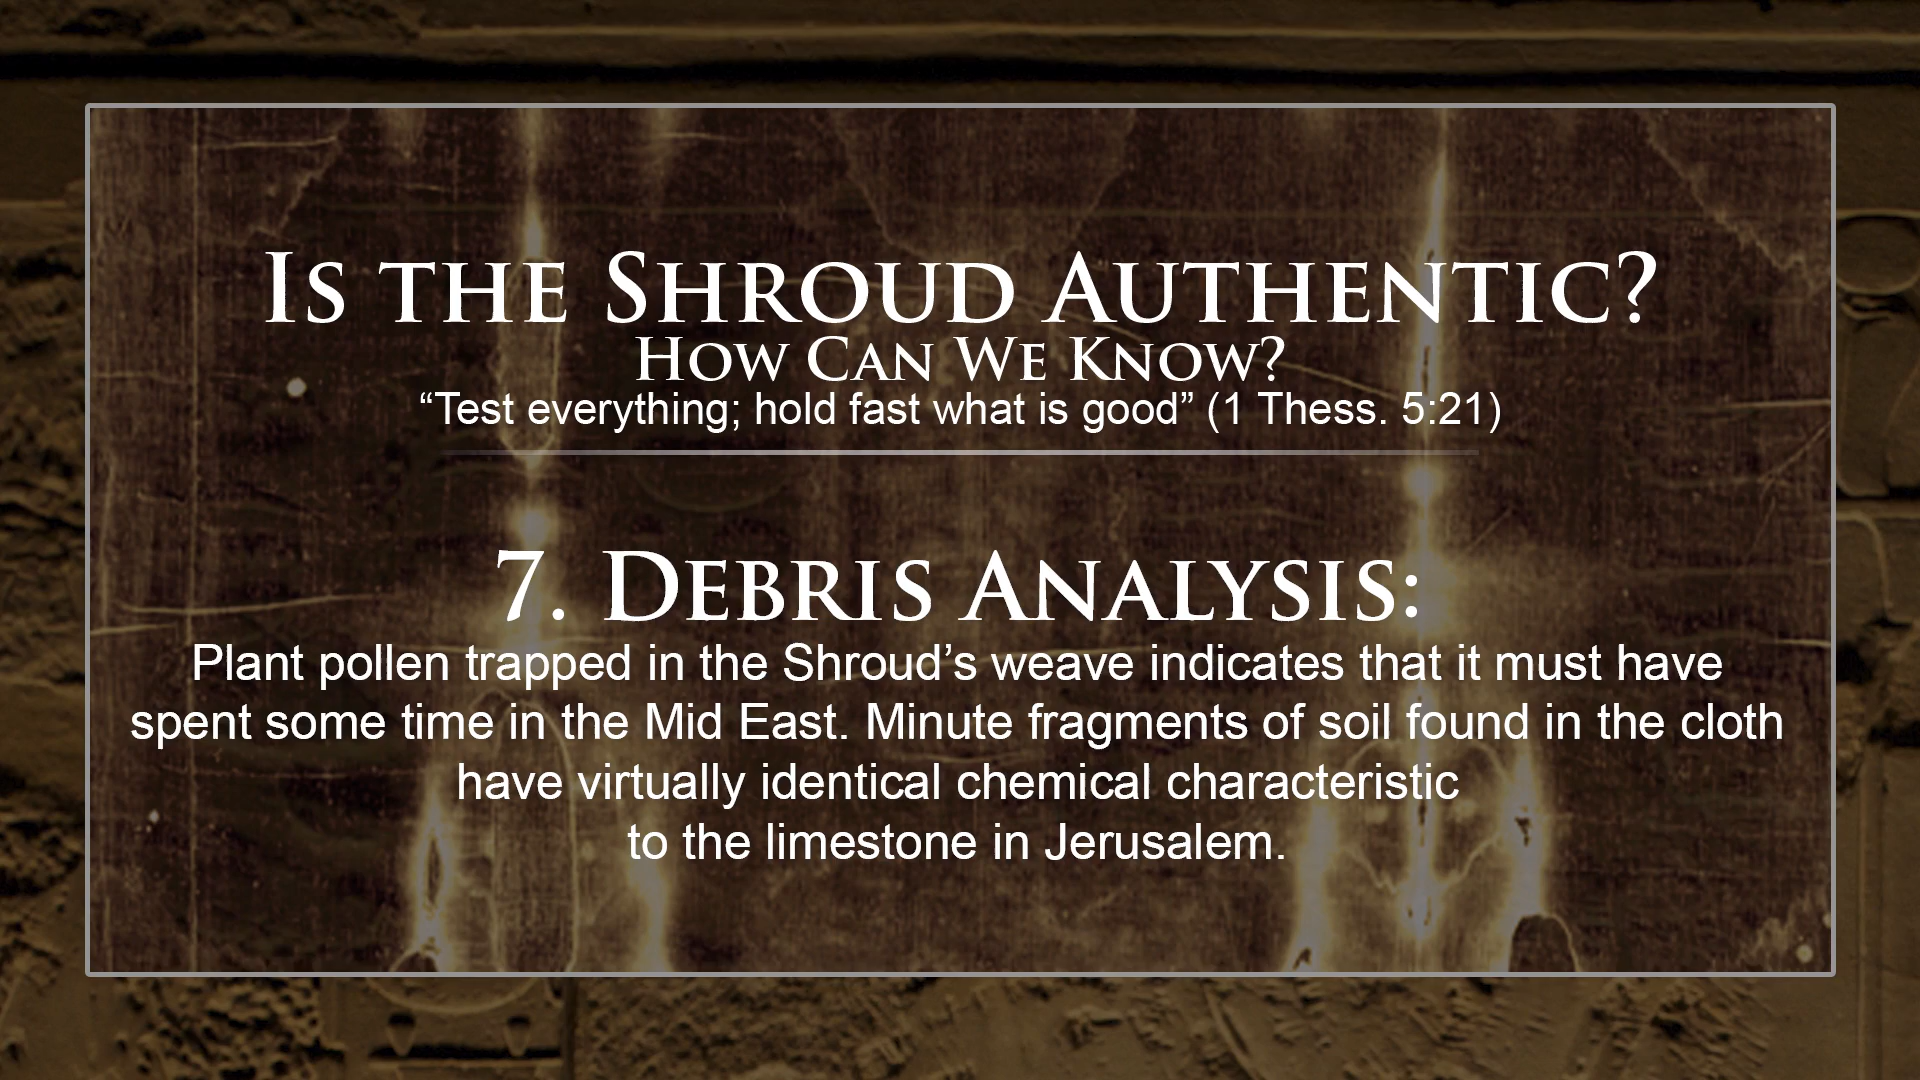 Is the Shroud Authentic?
How Can We Know?
“Test everything; hold fast what is good” (1 Thess. 5:21)
7. Debris Analysis:
Plant pollen trapped in the Shroud’s weave indicates that it must have
spent some time in the Mid East. Minute fragments of soil found in the cloth
have virtually identical chemical characteristic
to the limestone in Jerusalem.